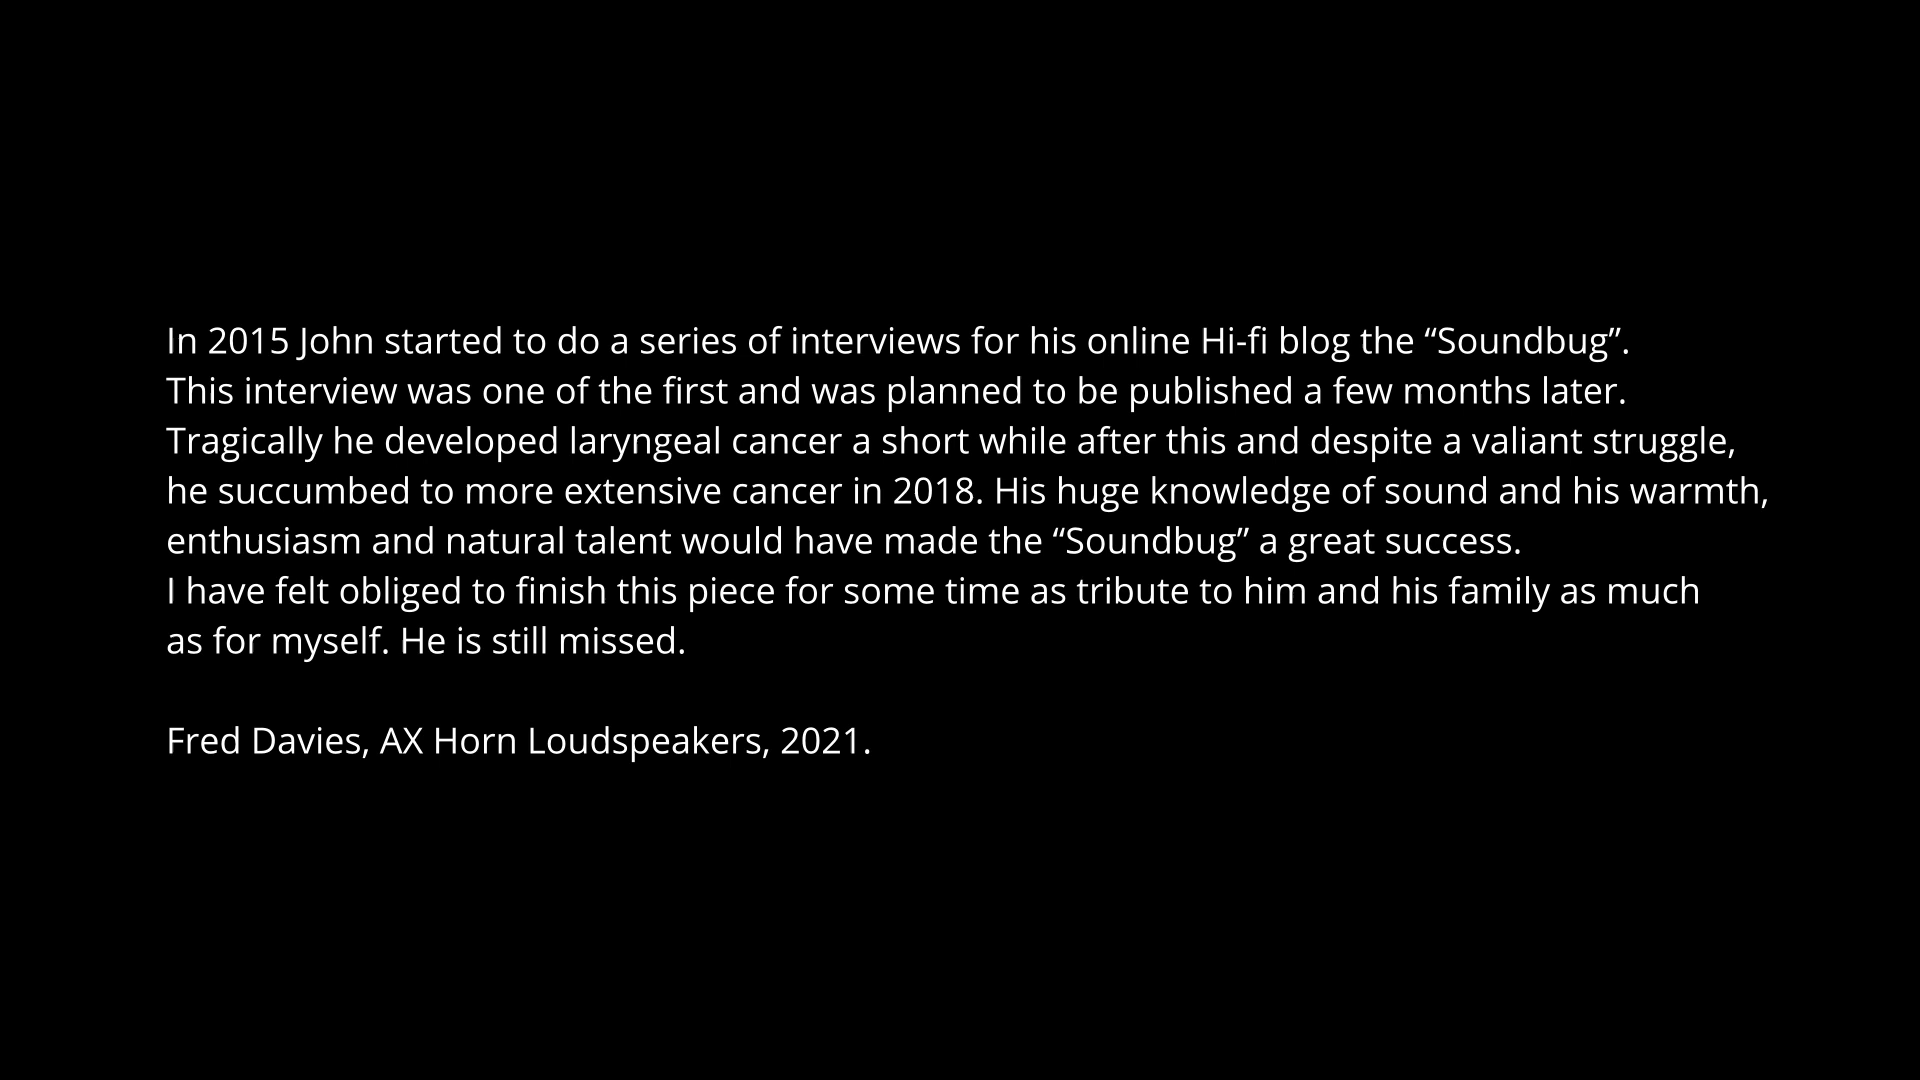 In 2015 John started to do a series of interviews for his online Hi-fi blog the “Soundbug”.
This interview was one of the first and was planned to be published a few months later.
Tragically he developed laryngeal cancer a short while after this and despite a valiant struggle,
he succumbed to more extensive cancer in 2018. His huge knowledge of sound and his warmth,
enthusiasm and natural talent would have made the “Soundbug” a great success.
I have felt obliged to finish this piece for some time as tribute to him and his family as much
as for myself. He is still missed.
Fred Davies, AX Horn Loudspeakers, 2021.